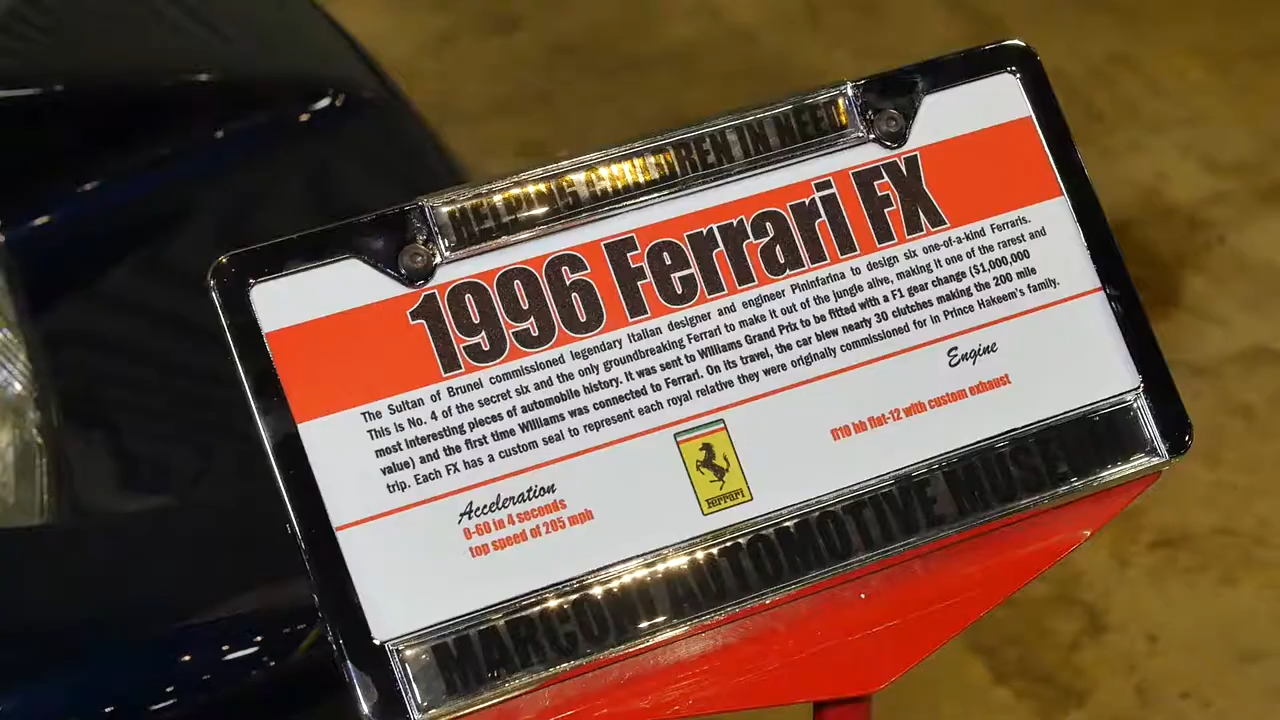 HELPING CHILDREN IN NEED
1996 Ferrari FX
The Sultan of Brunel commissioned legendary Italian designer and engineer Pininfarina to design six one-of-a-kind Ferraris.
This is No. 4 of the secret six and the only groundbreaking Ferrari to make it out of the jungle alive, making it one of the rarest and
most interesting pieces of automobile history. It was sent to Williams Grand Prix to be fitted with a F1 gear change ($1,000,000
value) and the first time Williams was connected to Ferrari. On its travel, the car blew nearly 30 clutches making the 200 mile
trip. Each FX has a custom seal to represent each royal relative they were originally commissioned for in Prince Hakeem's family.
Acceleration
0-60 in 4 seconds
top speed of 205 mph
Ferrari
Engine
f110 hb flat-12 with custom exhaust
MARCONI AUTOMOTIVE MUSEUM